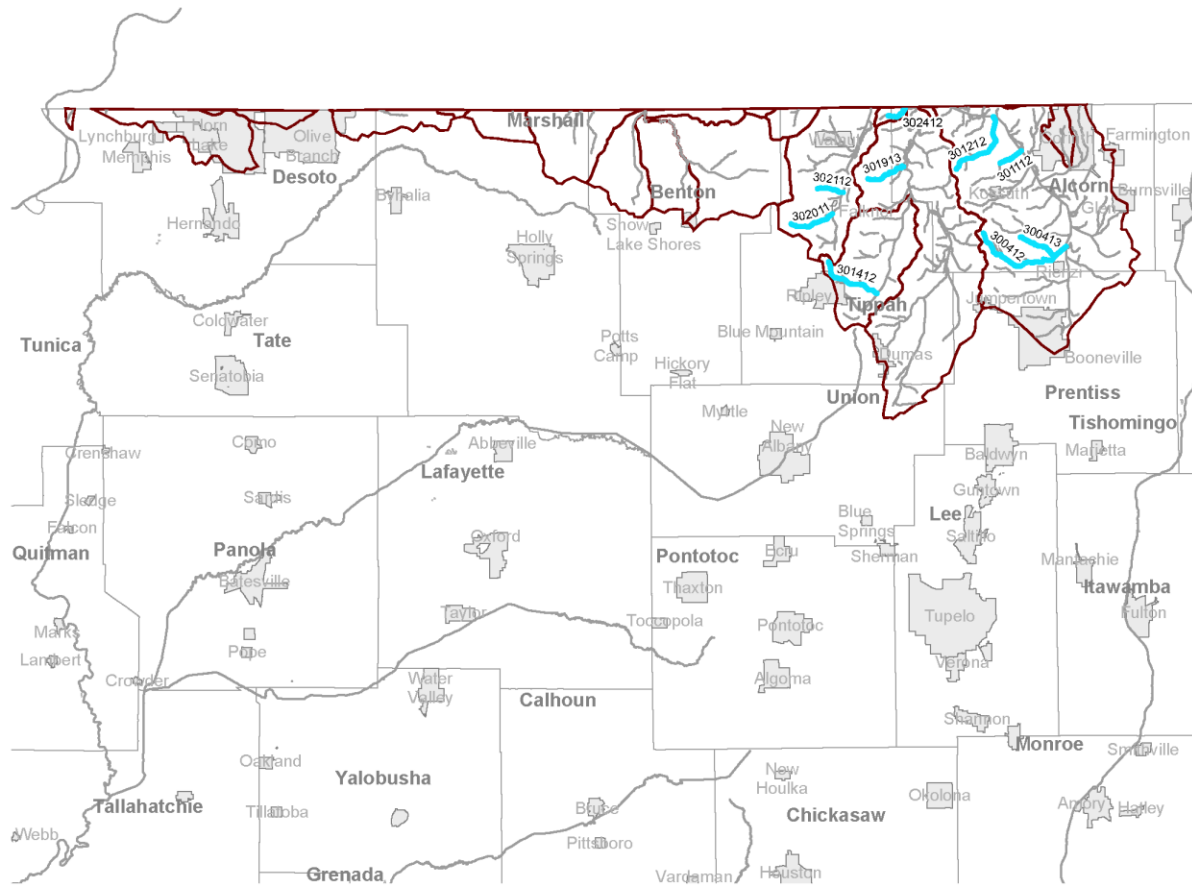 Marshall
302412
Lynchburg
Horn
Lake
Olive
Branch
Memphis
Walnut
Corinth
Farmington
301212
301112
301913
302112
Desoto
Benton
Byhalia
Kossuth
Alcorn
Burnsville
Glen
Falkner
Hernando
Snow
Lake Shores
Holly
Springs
300413
300412
Rienzi
301412
Ripley
Tippah
Jumpertown
Coldwater
Tunica
Tate
Blue Mountain
Potts
Camp
Dumas
Booneville
Senatobia
Hickory
Flat
Union
Prentiss
Myrtle
Tishomingo
New
Albany
Como
Abbeville
Crenshaw
Baldwyn
Marietta
Lafayette
Sledge
Sardis
Guntown
Blue
Springs
Lee
Falcon
Saltillo
Oxford
Quitman
Panola
Pontotoc
Ecru
Sherman
Mantachie
Batesville
Thaxton
Itawamba
Taylor
Tupelo
Fulton
Marks
Toccopola
Pontotoc
Lambert
Pope
Verona
Crowder
Water
Valley
Algoma
Calhoun
Shannon
Monroe
Smithville
Oakland
Yalobusha
New
Houlka
Tallahatchie
Tillatoba
Bruce
Okolona
Amory
Hatley
Chickasaw
Webb
Pittsboro
Grenada
Vardaman
Houston